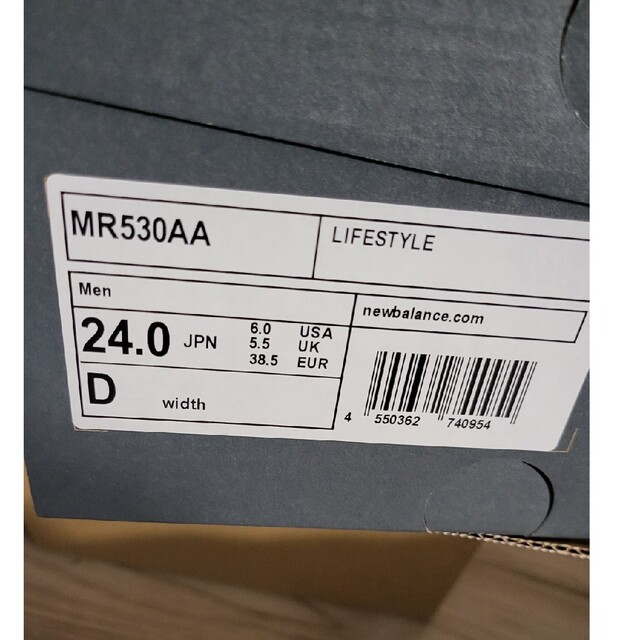 MR530AA
LIFESTYLE
Men
newbalance.com
24.0 JPN
6.0 USA
5.5 UK
38.5 EUR
D width
4 550362 740954